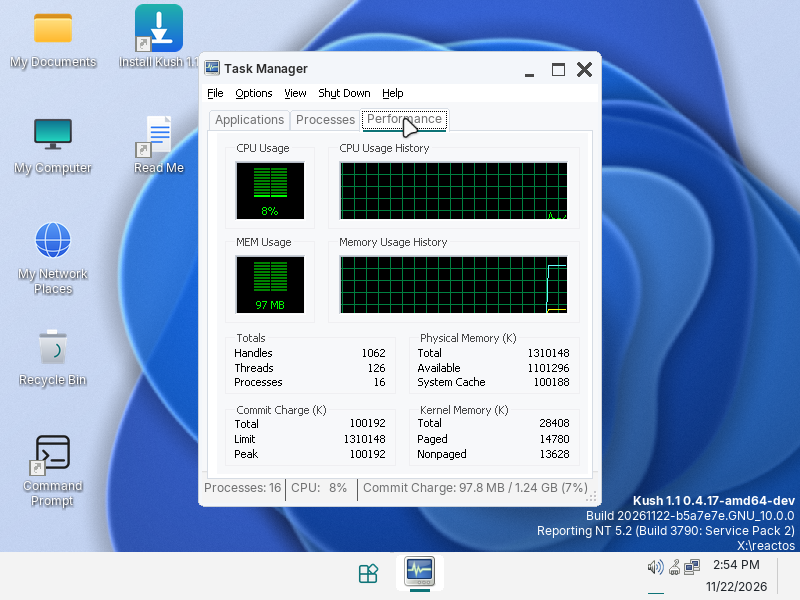 My Documents
Install Kush 1.1
My Computer
Read Me
My Network
Places
Recycle Bin
Command
Prompt
Task Manager
File Options View Shut Down Help
Applications Processes Performance
CPU Usage
8%
CPU Usage History
MEM Usage
97 MB
Memory Usage History
Totals
Handles 1062
Threads 126
Processes 16
Physical Memory (K)
Total 1310148
Available 1101296
System Cache 100188
Commit Charge (K)
Total 100192
Limit 1310148
Peak 100192
Kernel Memory (K)
Total 28408
Paged 14780
Nonpaged 13628
Processes: 16 CPU: 8% Commit Charge: 97.8 MB / 1.24 GB (7%)
Kush 1.1 0.4.17-amd64-dev
Build 20261122-b5a7e7e.GNU_10.0.0
Reporting NT 5.2 (Build 3790: Service Pack 2)
X:\reactos
2:54 PM
11/22/2026